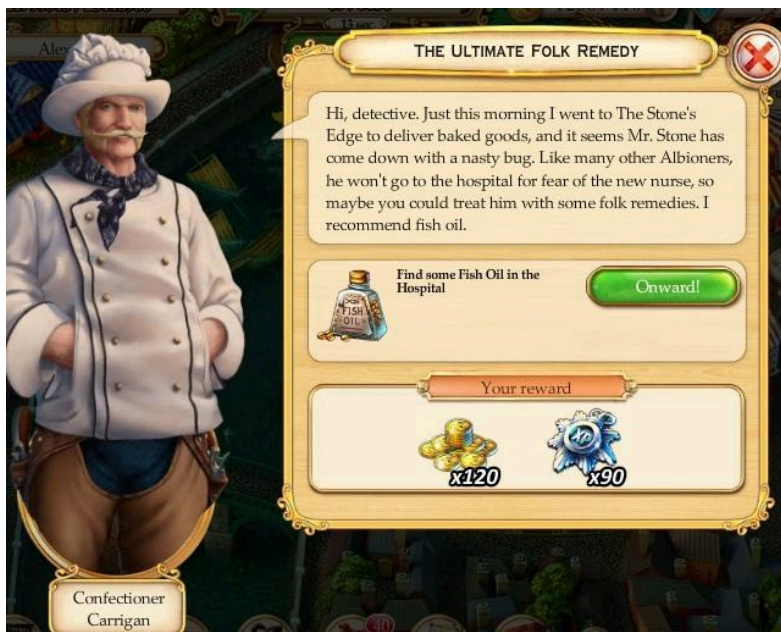 13 sec
THE ULTIMATE FOLK REMEDY
Hi, detective. Just this morning I went to The Stone's
Edge to deliver baked goods, and it seems Mr. Stone has
come down with a nasty bug. Like many other Albioners,
he won't go to the hospital for fear of the new nurse, so
maybe you could treat him with some folk remedies. I
recommend fish oil.
FISH
OIL
Find some Fish Oil in the
Hospital
Onward!
Your reward
XP
x120
x90
Confectioner
Carrigan
40